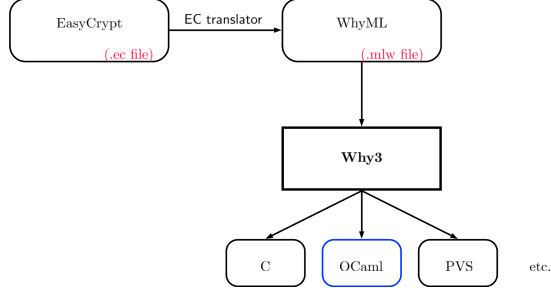 EasyCrypt
(.ec file)
EC translator
WhyML
(.mlw file)
Why3
C
OCaml
PVS
etc.